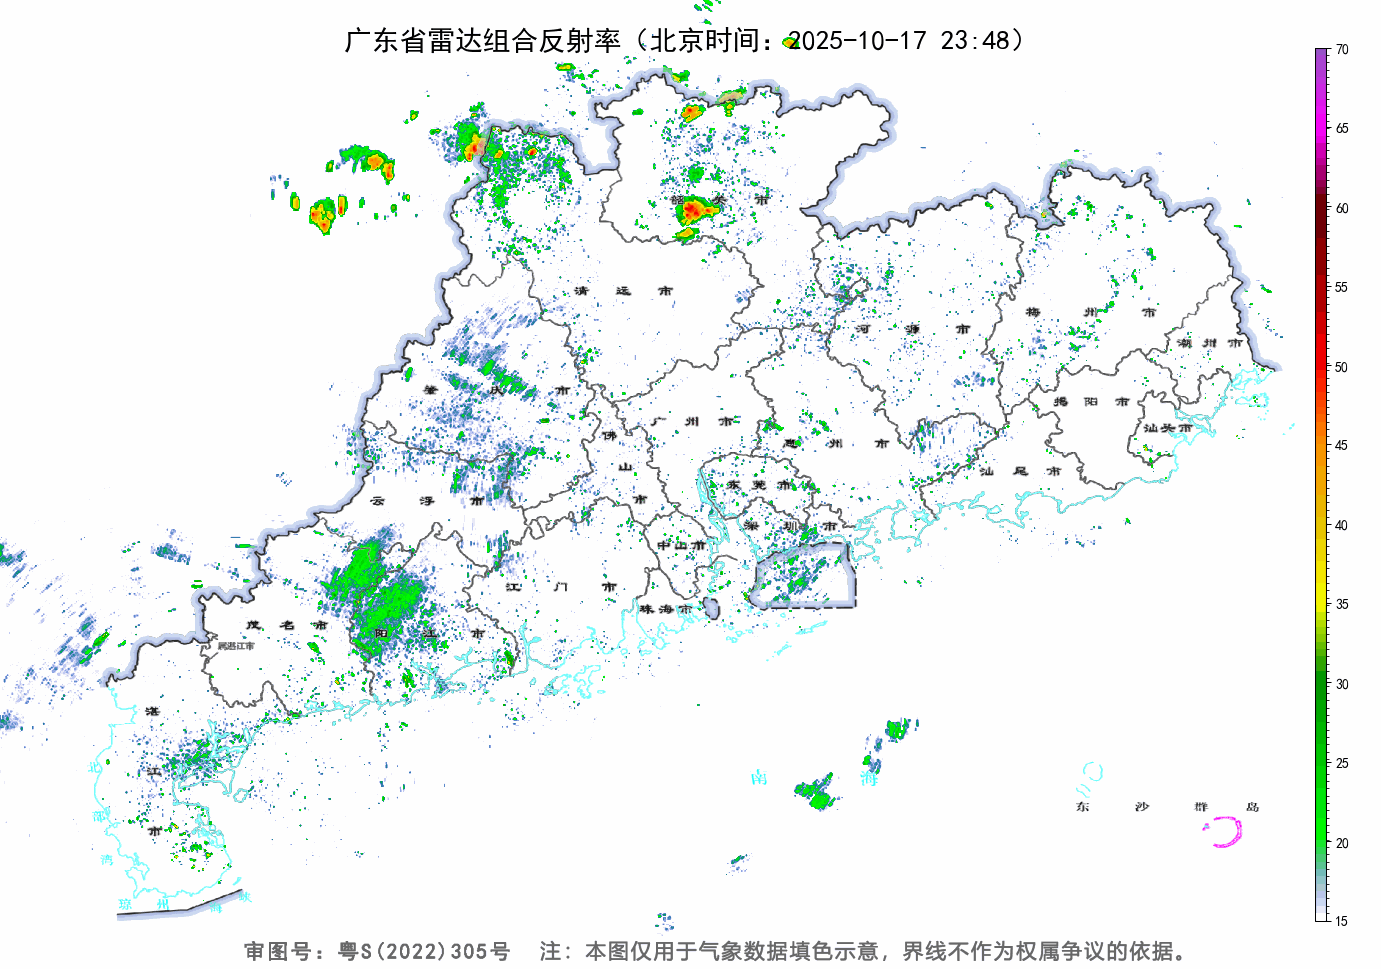 广东省雷达组合反射率（北京时间：2025-10-17 23:48）
70
65
60
55
50
45
40
35
30
25
20
15
韶关市
清远市
河源市
梅州市
潮州市
肇庆市
广州市
佛山市
惠州市
揭阳市
汕头市
汕尾市
云浮市
东莞市
深圳市
中山市
江门市
珠海市
茂名市
阳江市
属湛江市
湛江市
北部湾
南海
东沙群岛
琼州海峡
审图号：粤S(2022)305号 注：本图仅用于气象数据填色示意，界线不作为权属争议的依据。